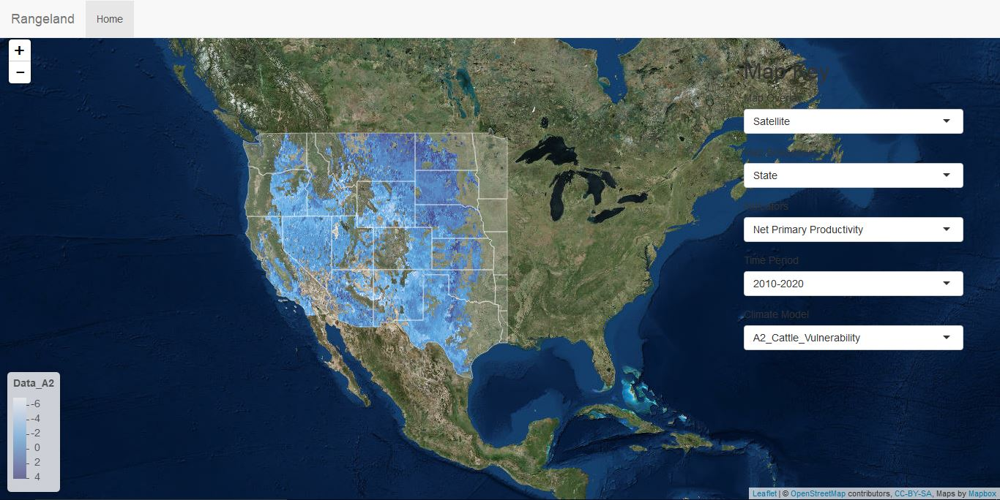 Rangeland Home
+
−
Map Key
Map Overlay
Satellite
State
Indicators
Net Primary Productivity
Time Period
2010-2020
Climate Model
A2_Cattle_Vulnerability
Data_A2
-6
-4
-2
0
2
4
Leaflet | © OpenStreetMap contributors, CC-BY-SA, Maps by Mapbox